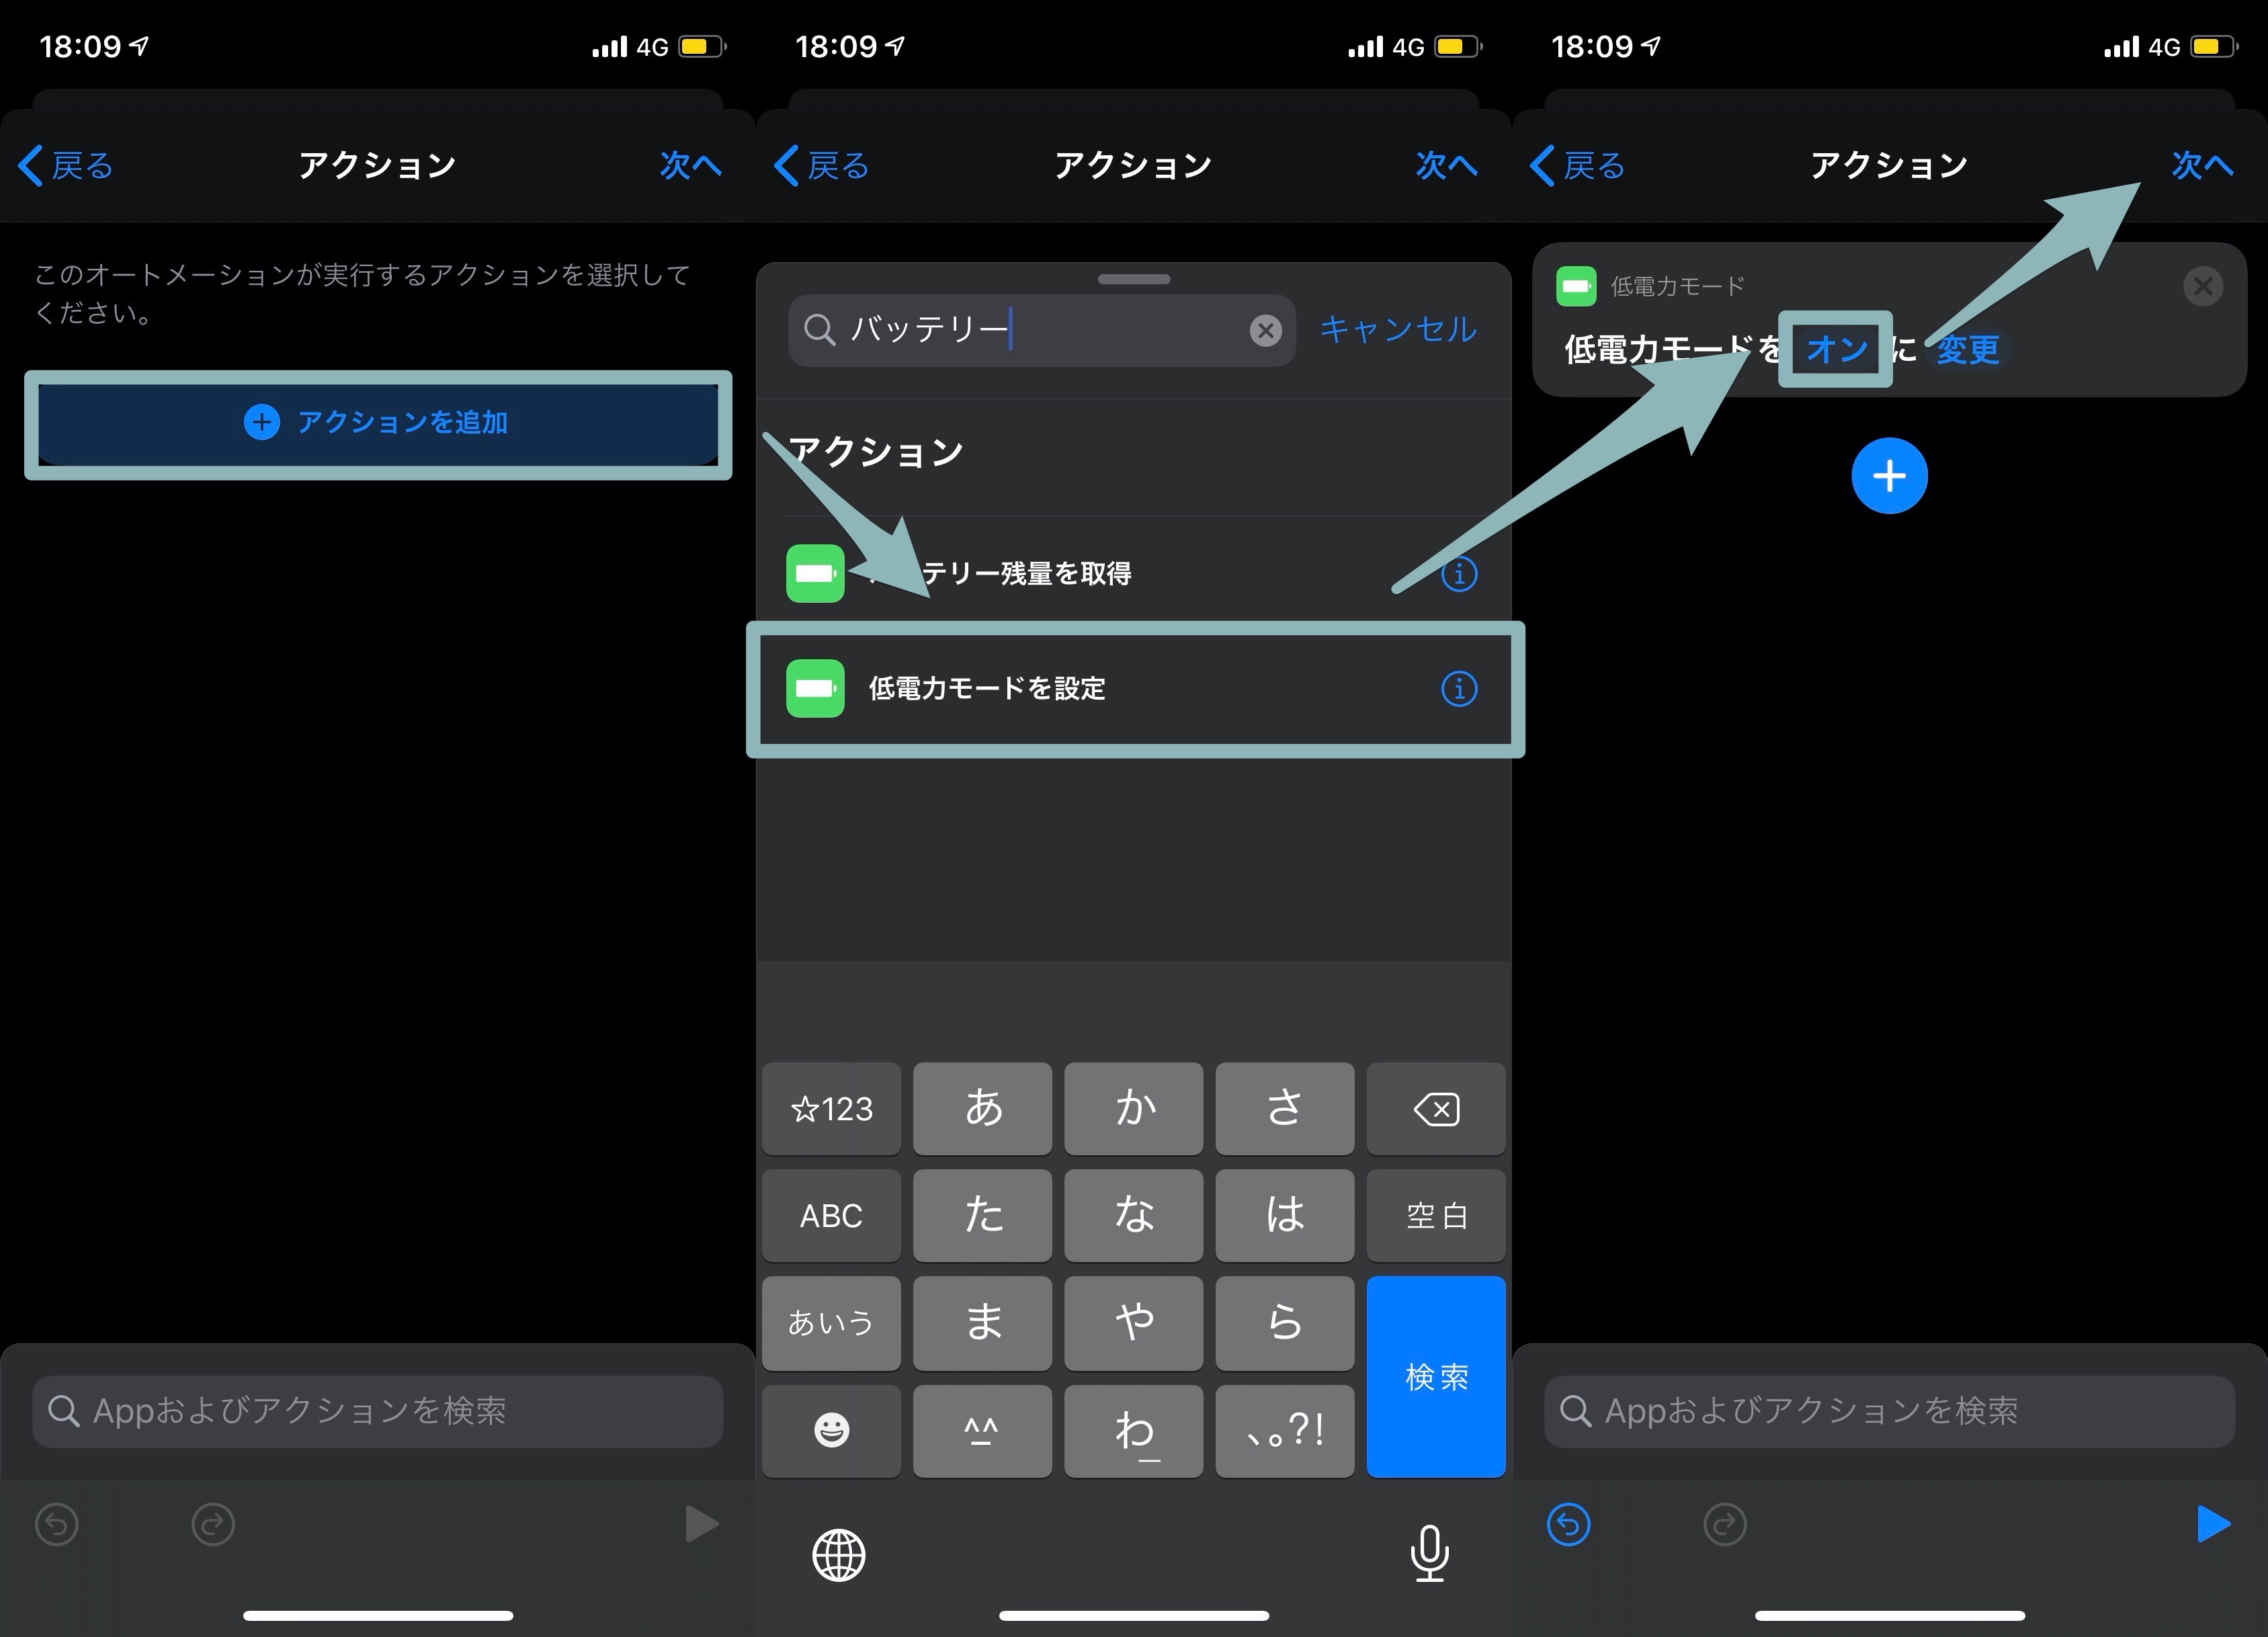 18:09
4G
戻る
アクション
次へ
このオートメーションが実行するアクションを選択して
ください。
アクションを追加
Appおよびアクションを検索
18:09
4G
戻る
アクション
次へ
バッテリー
キャンセル
アクション
テリー残量を取得
低電力モードを設定
☆123
あ
か
さ
ABC
た
な
は
空白
あいう
ま
や
ら
検索
^_^
わ_
、。?!
18:09
4G
戻る
アクション
次へ
低電力モード
低電力モードを オン に 変更
Appおよびアクションを検索